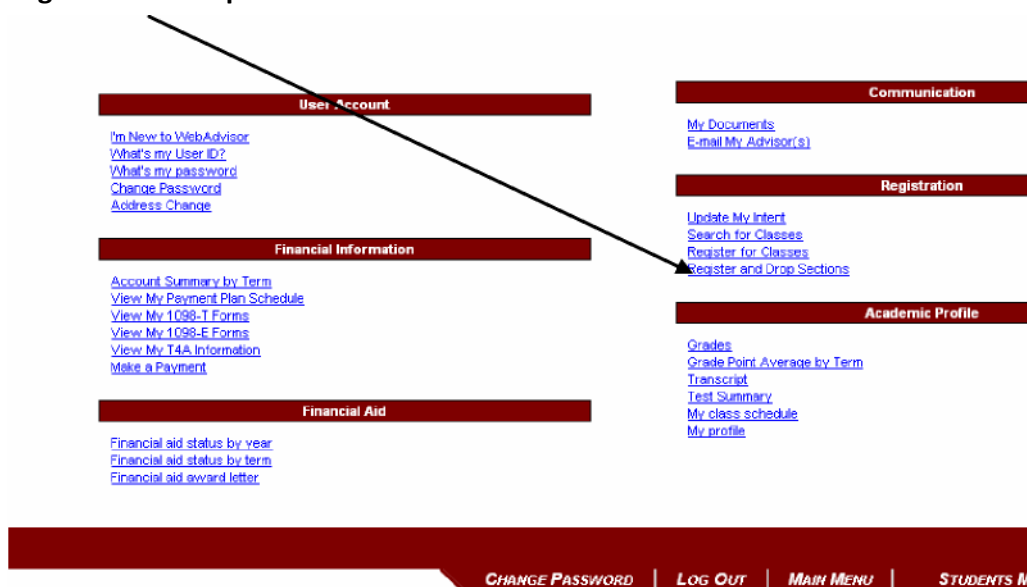 User Account
I'm New to WebAdvisor
What's my User ID?
What's my password
Change Password
Address Change
Financial Information
Account Summary by Term
View My Payment Plan Schedule
View My 1098-T Forms
View My 1098-E Forms
View My T4A Information
Make a Payment
Financial Aid
Financial aid status by year
Financial aid status by term
Financial aid award letter
Communication
My Documents
E-mail My Advisor(s)
Registration
Update My Intent
Search for Classes
Register for Classes
Register and Drop Sections
Academic Profile
Grades
Grade Point Average by Term
Transcript
Test Summary
My class schedule
My profile
CHANGE PASSWORD | LOG OUT | MAIN MENU | STUDENTS M